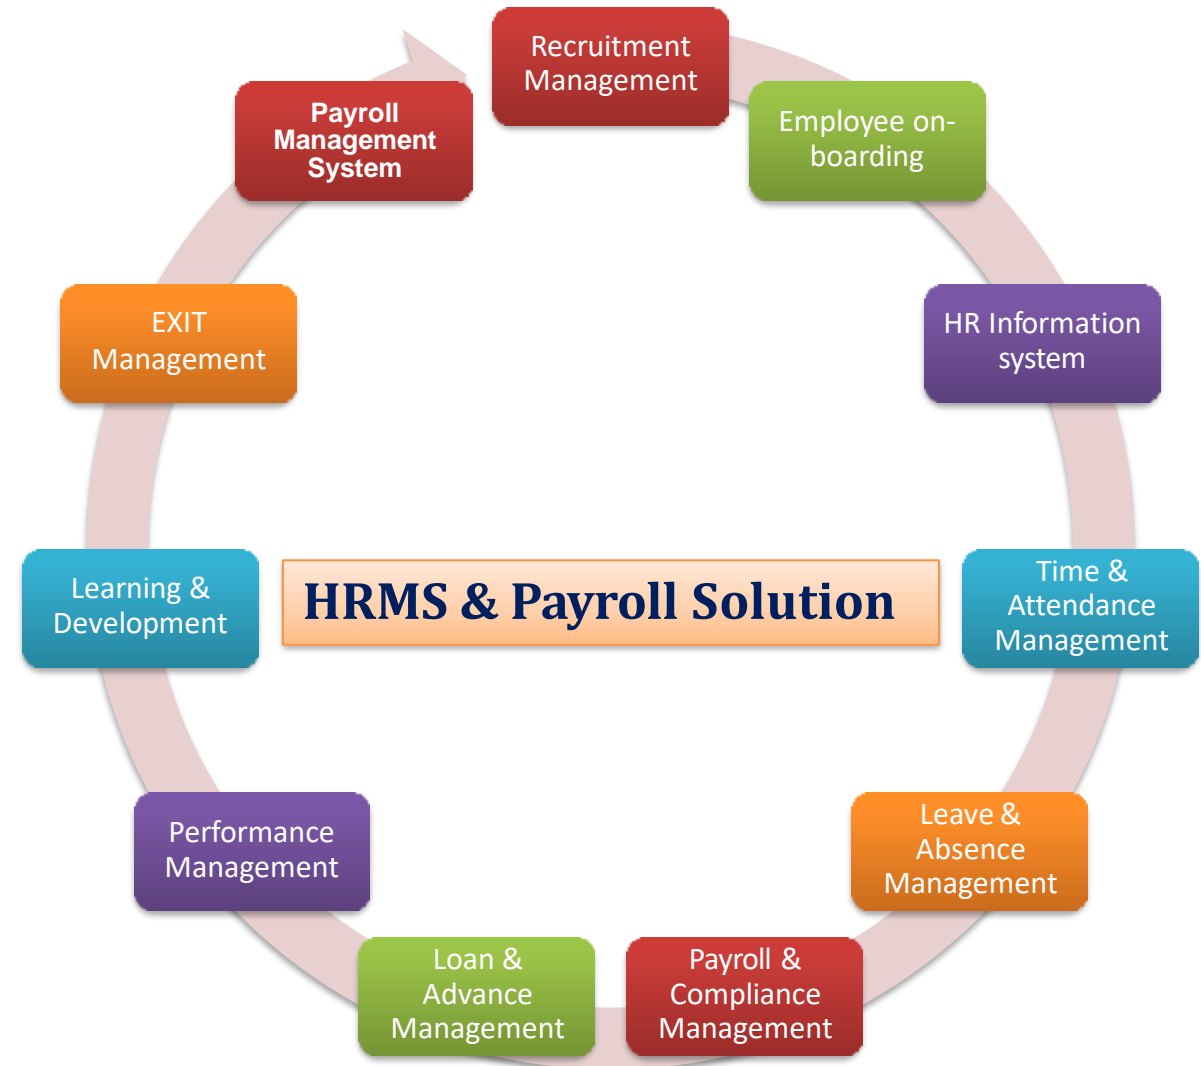 Recruitment
Management
Employee on-
boarding
HR Information
system
Time &
Attendance
Management
Leave &
Absence
Management
Payroll &
Compliance
Management
Loan &
Advance
Management
Performance
Management
Learning &
Development
EXIT
Management
Payroll
Management
System
HRMS & Payroll Solution